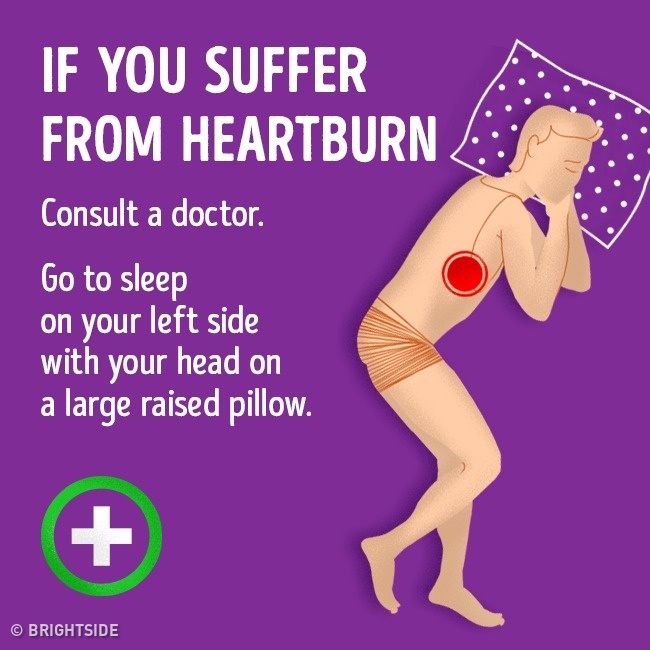 IF YOU SUFFER
FROM HEARTBURN
Consult a doctor.
Go to sleep
on your left side
with your head on
a large raised pillow.
© BRIGHTSIDE